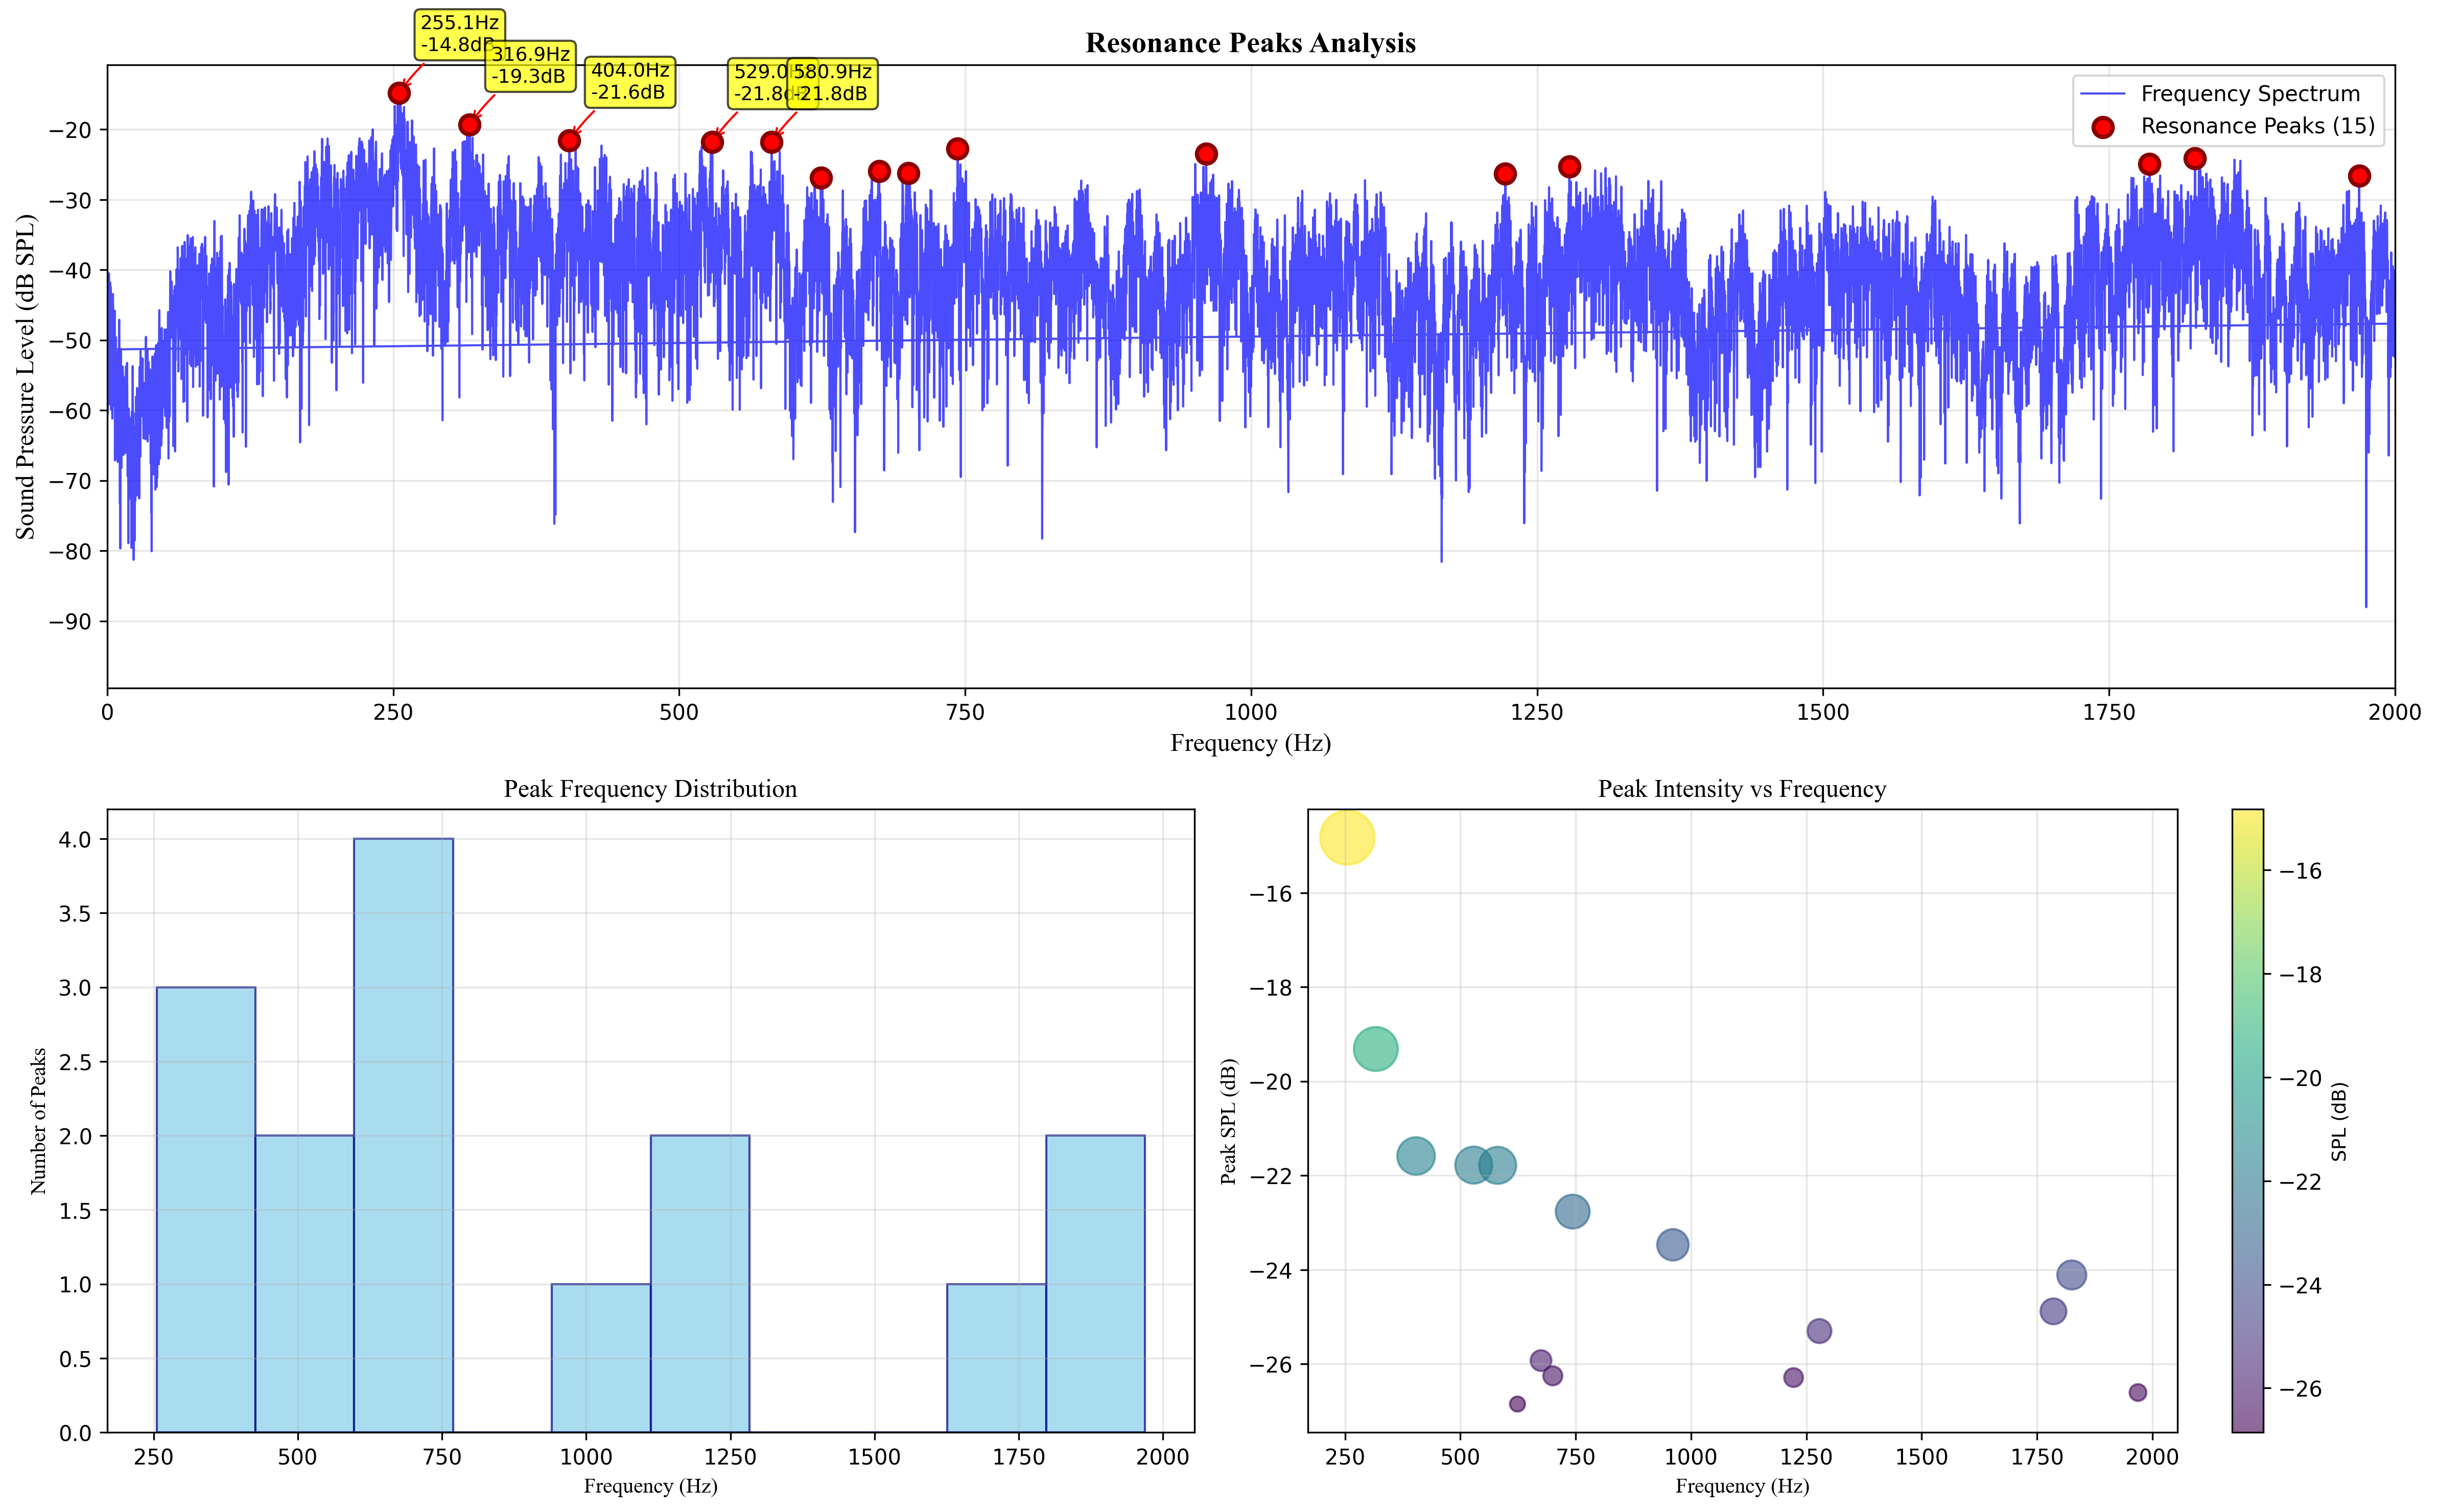 Resonance Peaks Analysis
255.1Hz
-14.8dB
316.9Hz
-19.3dB
404.0Hz
-21.6dB
529.0Hz
-21.8dB
580.9Hz
-21.8dB
Frequency Spectrum
Resonance Peaks (15)
Sound Pressure Level (dB SPL)
−20
−30
−40
−50
−60
−70
−80
−90
0 250 500 750 1000 1250 1500 1750 2000
Frequency (Hz)
Peak Frequency Distribution
Number of Peaks
4.0
3.5
3.0
2.5
2.0
1.5
1.0
0.5
0.0
250 500 750 1000 1250 1500 1750 2000
Frequency (Hz)
Peak Intensity vs Frequency
Peak SPL (dB)
−16
−18
−20
−22
−24
−26
250 500 750 1000 1250 1500 1750 2000
Frequency (Hz)
−16
−18
−20
−22
−24
−26
SPL (dB)